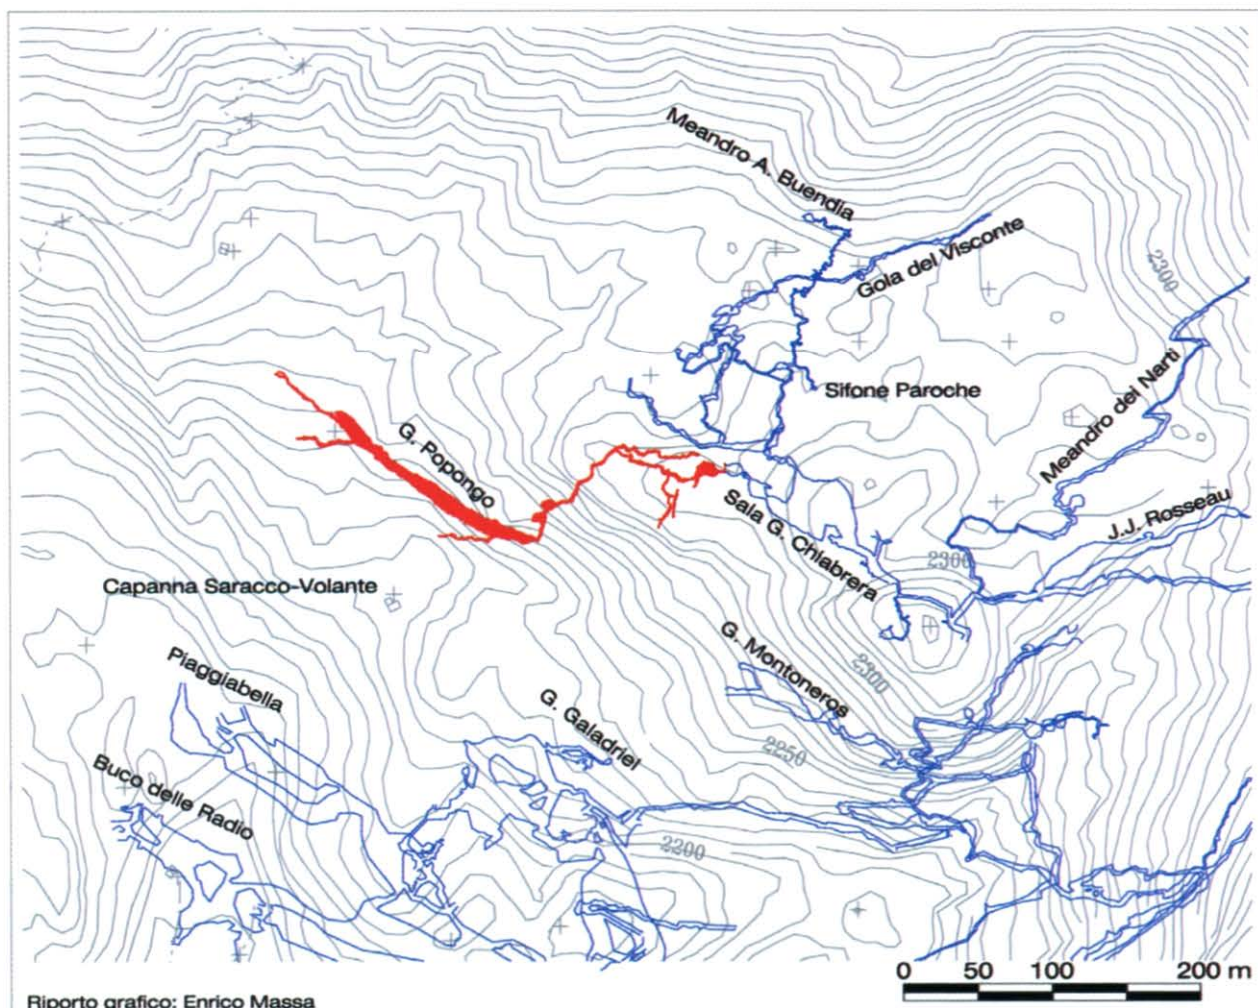 Meandro A. Buendia
Gola del Visconte
2300
Sifone Paroche
Meandro dei Narti
G. Popongo
J.J. Rosseau
Sala G. Chiabrera
2300
Capanna Saracco-Volante
G. Montoneros
2300
Piaggiabella
G. Galadriel
2250
Buco delle Radio
2200
0 50 100 200 m
Riporto grafico: Enrico Massa